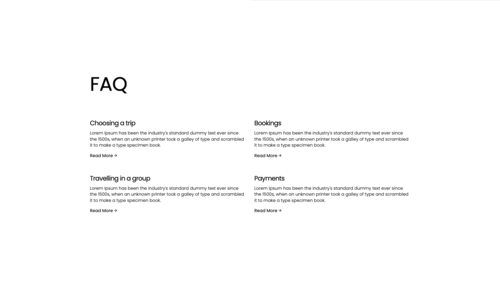 FAQ
Choosing a trip
Lorem Ipsum has been the industry's standard dummy text ever since
the 1500s, when an unknown printer took a galley of type and scrambled
it to make a type specimen book.
Read More →
Bookings
Lorem Ipsum has been the industry's standard dummy text ever since
the 1500s, when an unknown printer took a galley of type and scrambled
it to make a type specimen book.
Read More →
Travelling in a group
Lorem Ipsum has been the industry's standard dummy text ever since
the 1500s, when an unknown printer took a galley of type and scrambled
it to make a type specimen book.
Read More →
Payments
Lorem Ipsum has been the industry's standard dummy text ever since
the 1500s, when an unknown printer took a galley of type and scrambled
it to make a type specimen book.
Read More →